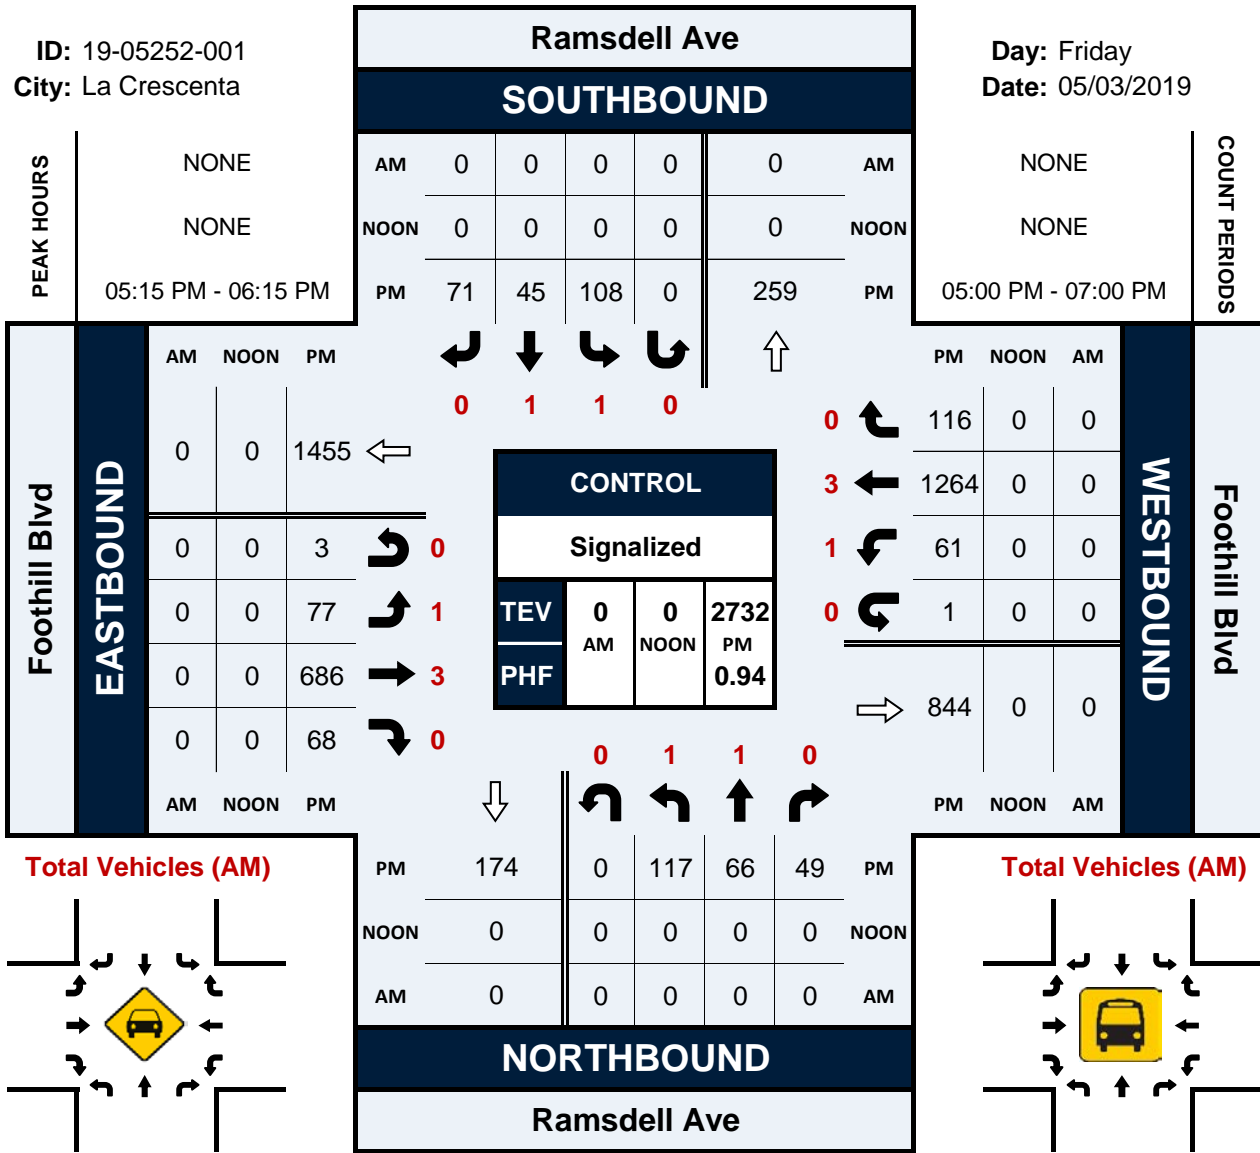 Ramsdell Ave
ID: 19-05252-001
Day: Friday
City: La Crescenta
Date: 05/03/2019
SOUTHBOUND
PEAK HOURS
NONE
AM 0 0 0 0 0 AM
NONE
COUNT PERIODS
NONE
NOON 0 0 0 0 0 NOON
NONE
05:15 PM - 06:15 PM
PM 71 45 108 0 259 PM
05:00 PM - 07:00 PM
AM NOON PM
PM NOON AM
0 1 1 0
Foothill Blvd
EASTBOUND
0 0 1455
0 0 3 0
0 0 77 1
0 0 686 3
0 0 68 0
AM NOON PM
CONTROL
Signalized
TEV 0 0 2732
AM NOON PM
PHF 0.94
0 116 0 0
3 1264 0 0
1 61 0 0
0 1 0 0
844 0 0
PM NOON AM
WESTBOUND
Foothill Blvd
0 1 1 0
Total Vehicles (AM)
PM 174 0 117 66 49 PM
Total Vehicles (AM)
NOON 0 0 0 0 0 NOON
AM 0 0 0 0 0 AM
NORTHBOUND
Ramsdell Ave